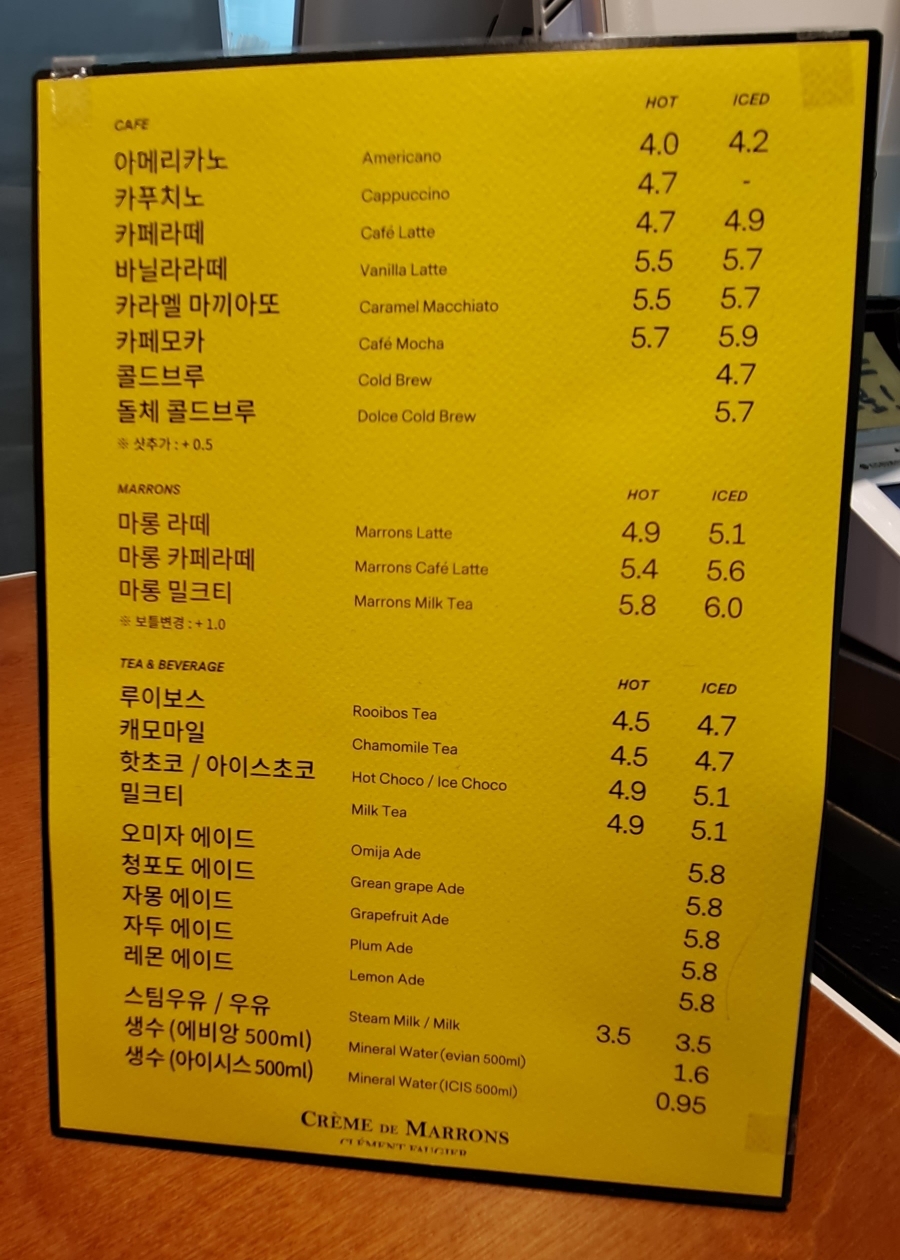 CAFE HOT ICED
아메리카노 Americano 4.0 4.2
카푸치노 Cappuccino 4.7 -
카페라떼 Café Latte 4.7 4.9
바닐라라떼 Vanilla Latte 5.5 5.7
카라멜 마끼아또 Caramel Macchiato 5.5 5.7
카페모카 Café Mocha 5.7 5.9
콜드브루 Cold Brew 4.7
돌체 콜드브루 Dolce Cold Brew 5.7
※ 샷추가 : + 0.5
MARRONS HOT ICED
마롱 라떼 Marrons Latte 4.9 5.1
마롱 카페라떼 Marrons Café Latte 5.4 5.6
마롱 밀크티 Marrons Milk Tea 5.8 6.0
※ 보틀변경 : + 1.0
TEA & BEVERAGE HOT ICED
루이보스 Rooibos Tea 4.5 4.7
캐모마일 Chamomile Tea 4.5 4.7
핫초코 / 아이스초코 Hot Choco / Ice Choco 4.9 5.1
밀크티 Milk Tea 4.9 5.1
오미자 에이드 Omija Ade 5.8
청포도 에이드 Grean grape Ade 5.8
자몽 에이드 Grapefruit Ade 5.8
자두 에이드 Plum Ade 5.8
레몬 에이드 Lemon Ade 5.8
스팀우유 / 우유 Steam Milk / Milk 3.5 3.5
생수 (에비앙 500ml) Mineral Water(evian 500ml) 1.6
생수 (아이시스 500ml) Mineral Water(ICIS 500ml) 0.95
CRÈME DE MARRONS
CLÉMENT FAUGIER